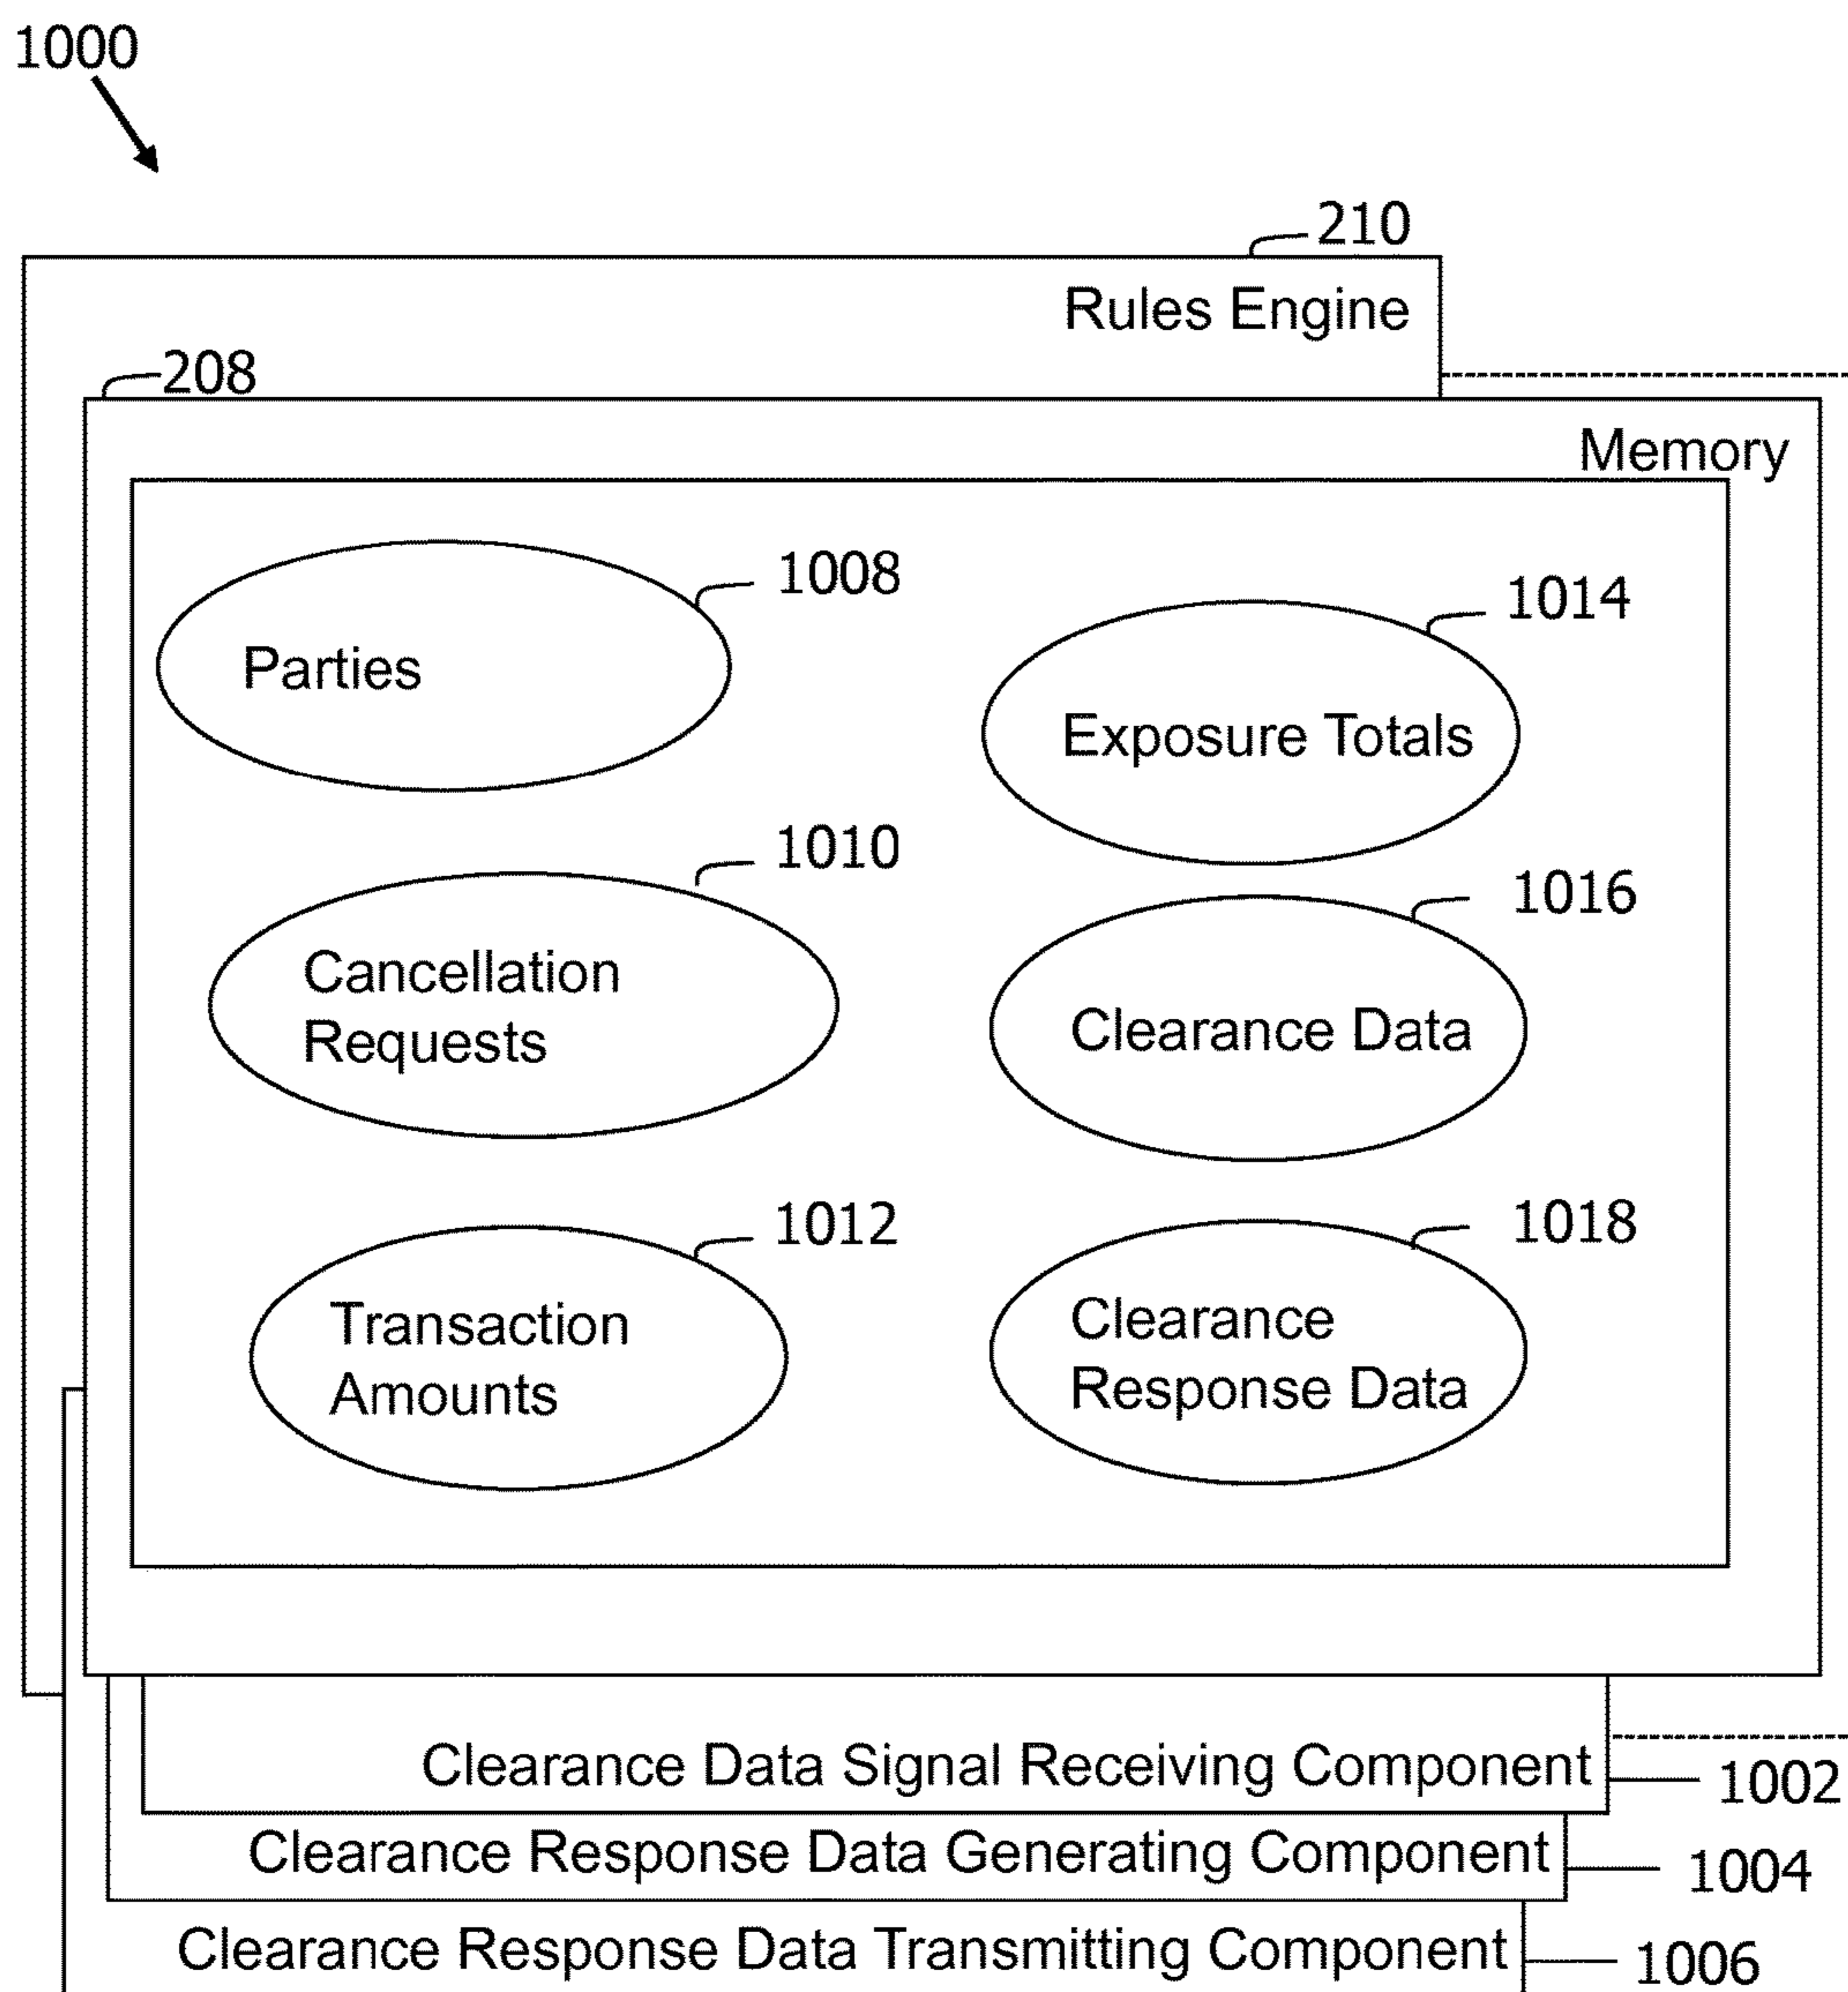 1000
210
Rules Engine
208
Memory
1008
Parties
1014
Exposure Totals
1010
Cancellation
Requests
1016
Clearance Data
1012
Transaction
Amounts
1018
Clearance
Response Data
Clearance Data Signal Receiving Component
1002
Clearance Response Data Generating Component
1004
Clearance Response Data Transmitting Component
1006